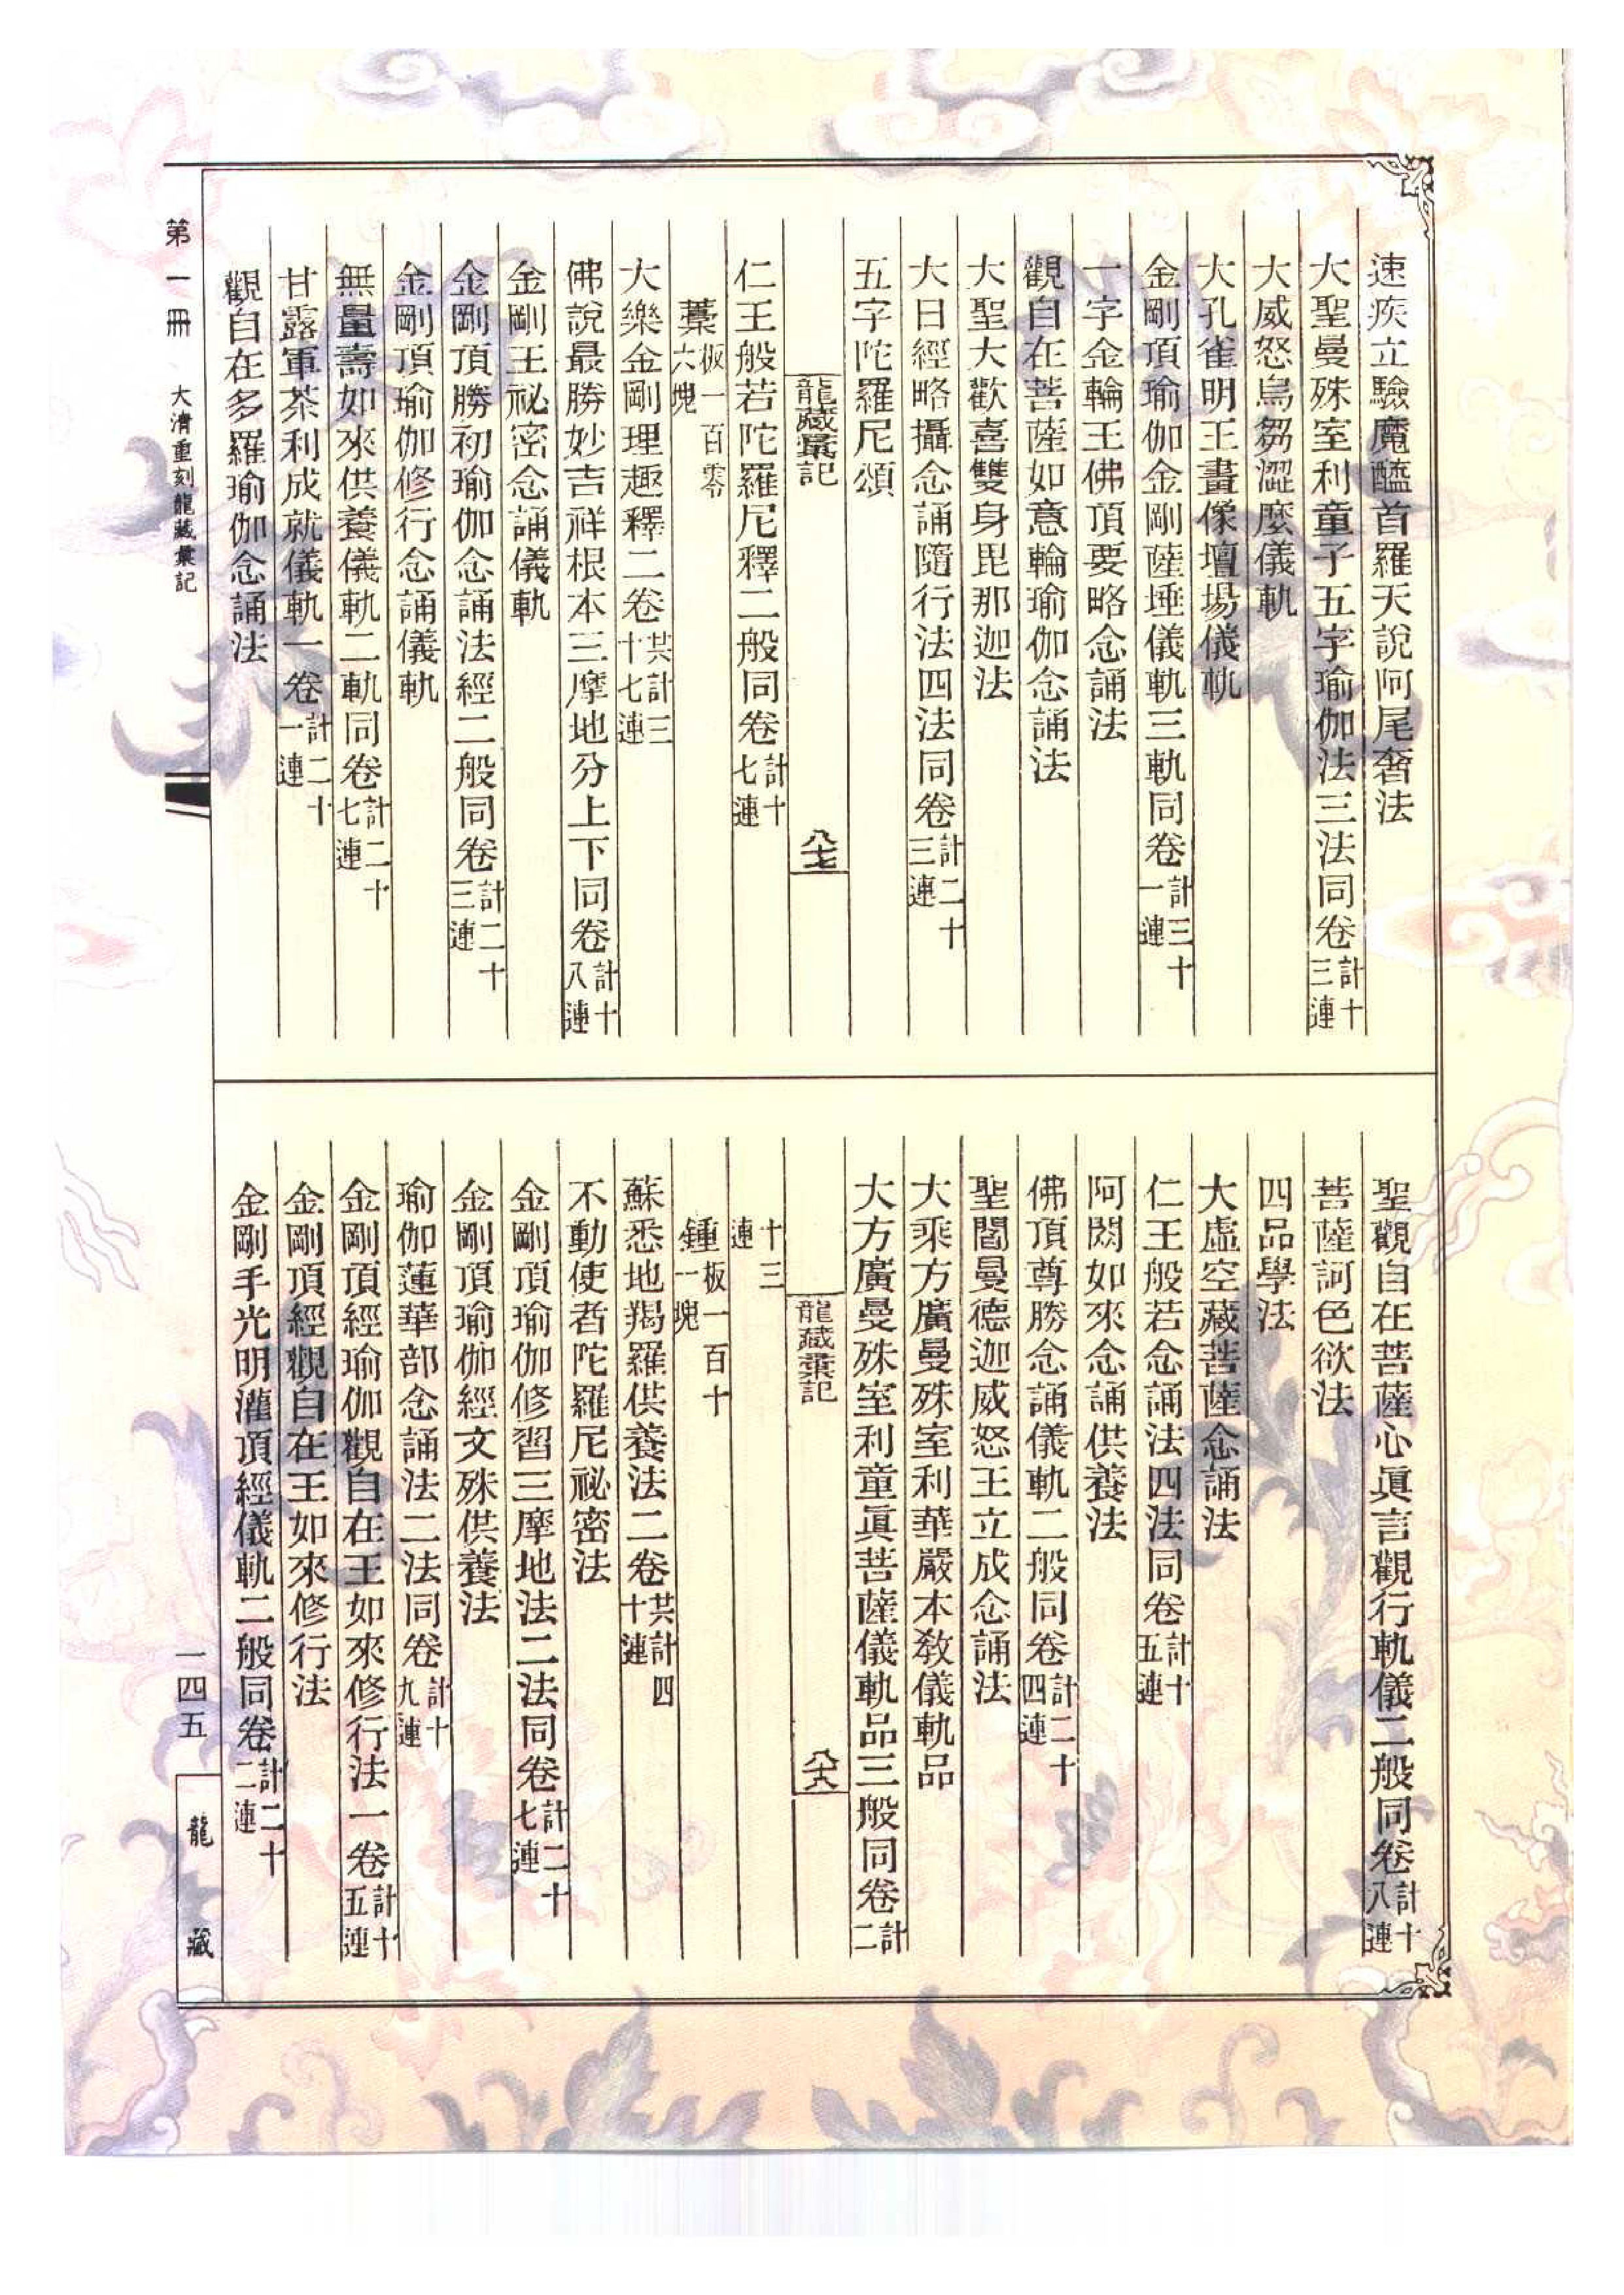 速疾立驗魔醯首羅天說阿尾奢法
大聖曼殊室利童子五字瑜伽法三法同卷計十三連
大威怒烏芻澀麼儀軌
大孔雀明王畫像壇場儀軌
金剛頂瑜伽金剛薩埵儀軌三軌同卷計三十一連
一字金輪王佛頂要略念誦法
觀自在菩薩如意輪瑜伽念誦法
大聖大歡喜雙身毘那迦法
大日經略攝念誦隨行法四法同卷計二十三連
五字陀羅尼頌
龍藏彙記 八十七
仁王般若陀羅尼釋二般同卷計十七連
藁板一百零六塊
大樂金剛理趣釋二卷共計三十七連
佛說最勝妙吉祥根本三摩地分上下同卷計十八連
金剛王祕密念誦儀軌
金剛頂勝初瑜伽念誦法經二般同卷計二十三連
金剛頂瑜伽修行念誦儀軌
無量壽如來供養儀軌二軌同卷計二十七連
甘露軍茶利成就儀軌一卷計二十一連
觀自在多羅瑜伽念誦法
聖觀自在菩薩心眞言觀行軌儀二般同卷計十八連
菩薩訶色欲法
四品學法
大虛空藏菩薩念誦法
仁王般若念誦法四法同卷計十五連
阿閦如來念誦供養法
佛頂尊勝念誦儀軌二般同卷計二十四連
聖閻曼德迦威怒王立成念誦法
大乘方廣曼殊室利華嚴本教儀軌品
大方廣曼殊室利童眞菩薩儀軌品三般同卷計二
龍藏彙記 八十八
十三連
鍾板一百十一塊
蘇悉地羯羅供養法二卷共計四十連
不動使者陀羅尼祕密法
金剛頂瑜伽修習三摩地法二法同卷計二十七連
金剛頂瑜伽經文殊供養法
瑜伽蓮華部念誦法二法同卷計十九連
金剛頂經瑜伽觀自在王如來修行法一卷計十五連
金剛頂經觀自在王如來修行法
金剛手光明灌頂經儀軌二般同卷計二十二連
第一冊 大清重刻龍藏彙記 一四五 龍藏